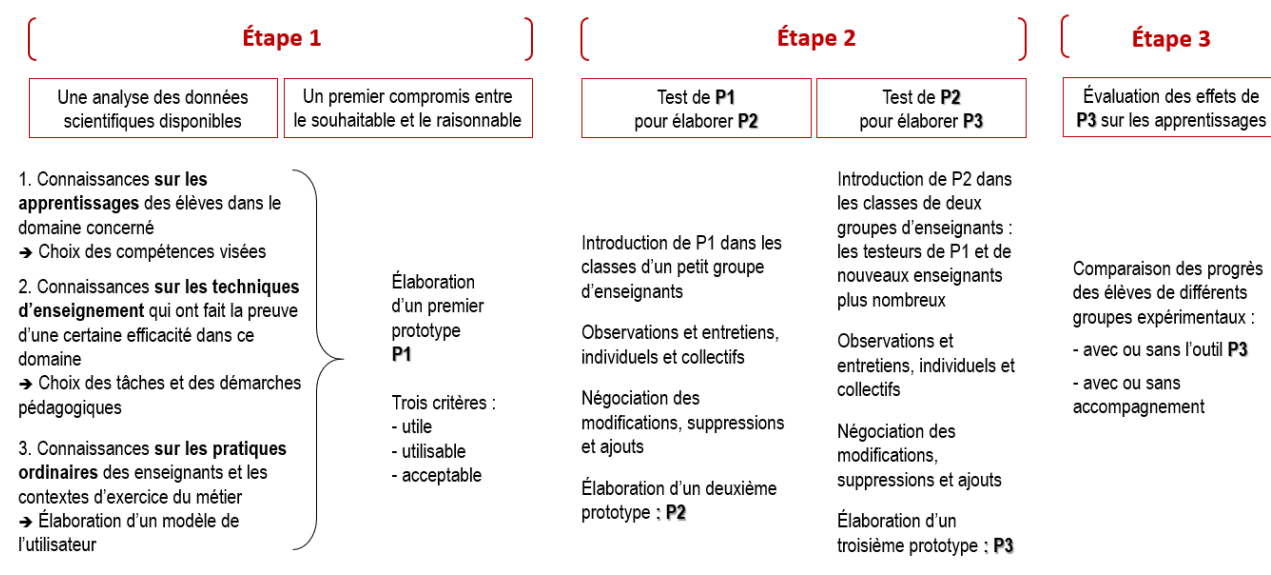 Étape 1
Une analyse des données
scientifiques disponibles
Un premier compromis entre
le souhaitable et le raisonnable
1. Connaissances sur les
apprentissages des élèves dans le
domaine concerné
➔ Choix des compétences visées
2. Connaissances sur les techniques
d’enseignement qui ont fait la preuve
d’une certaine efficacité dans ce
domaine
➔ Choix des tâches et des démarches
pédagogiques
3. Connaissances sur les pratiques
ordinaires des enseignants et les
contextes d’exercice du métier
➔ Élaboration d’un modèle de
l’utilisateur
Élaboration
d’un premier
prototype
P1
Trois critères :
- utile
- utilisable
- acceptable
Étape 2
Test de P1
pour élaborer P2
Introduction de P1 dans les
classes d’un petit groupe
d’enseignants
Observations et entretiens,
individuels et collectifs
Négociation des
modifications, suppressions
et ajouts
Élaboration d’un deuxième
prototype : P2
Test de P2
pour élaborer P3
Introduction de P2 dans
les classes de deux
groupes d’enseignants :
les testeurs de P1 et de
nouveaux enseignants
plus nombreux
Observations et
entretiens, individuels et
collectifs
Négociation des
modifications,
suppressions et ajouts
Élaboration d’un
troisième prototype : P3
Étape 3
Évaluation des effets de
P3 sur les apprentissages
Comparaison des progrès
des élèves de différents
groupes expérimentaux :
- avec ou sans l’outil P3
- avec ou sans
accompagnement